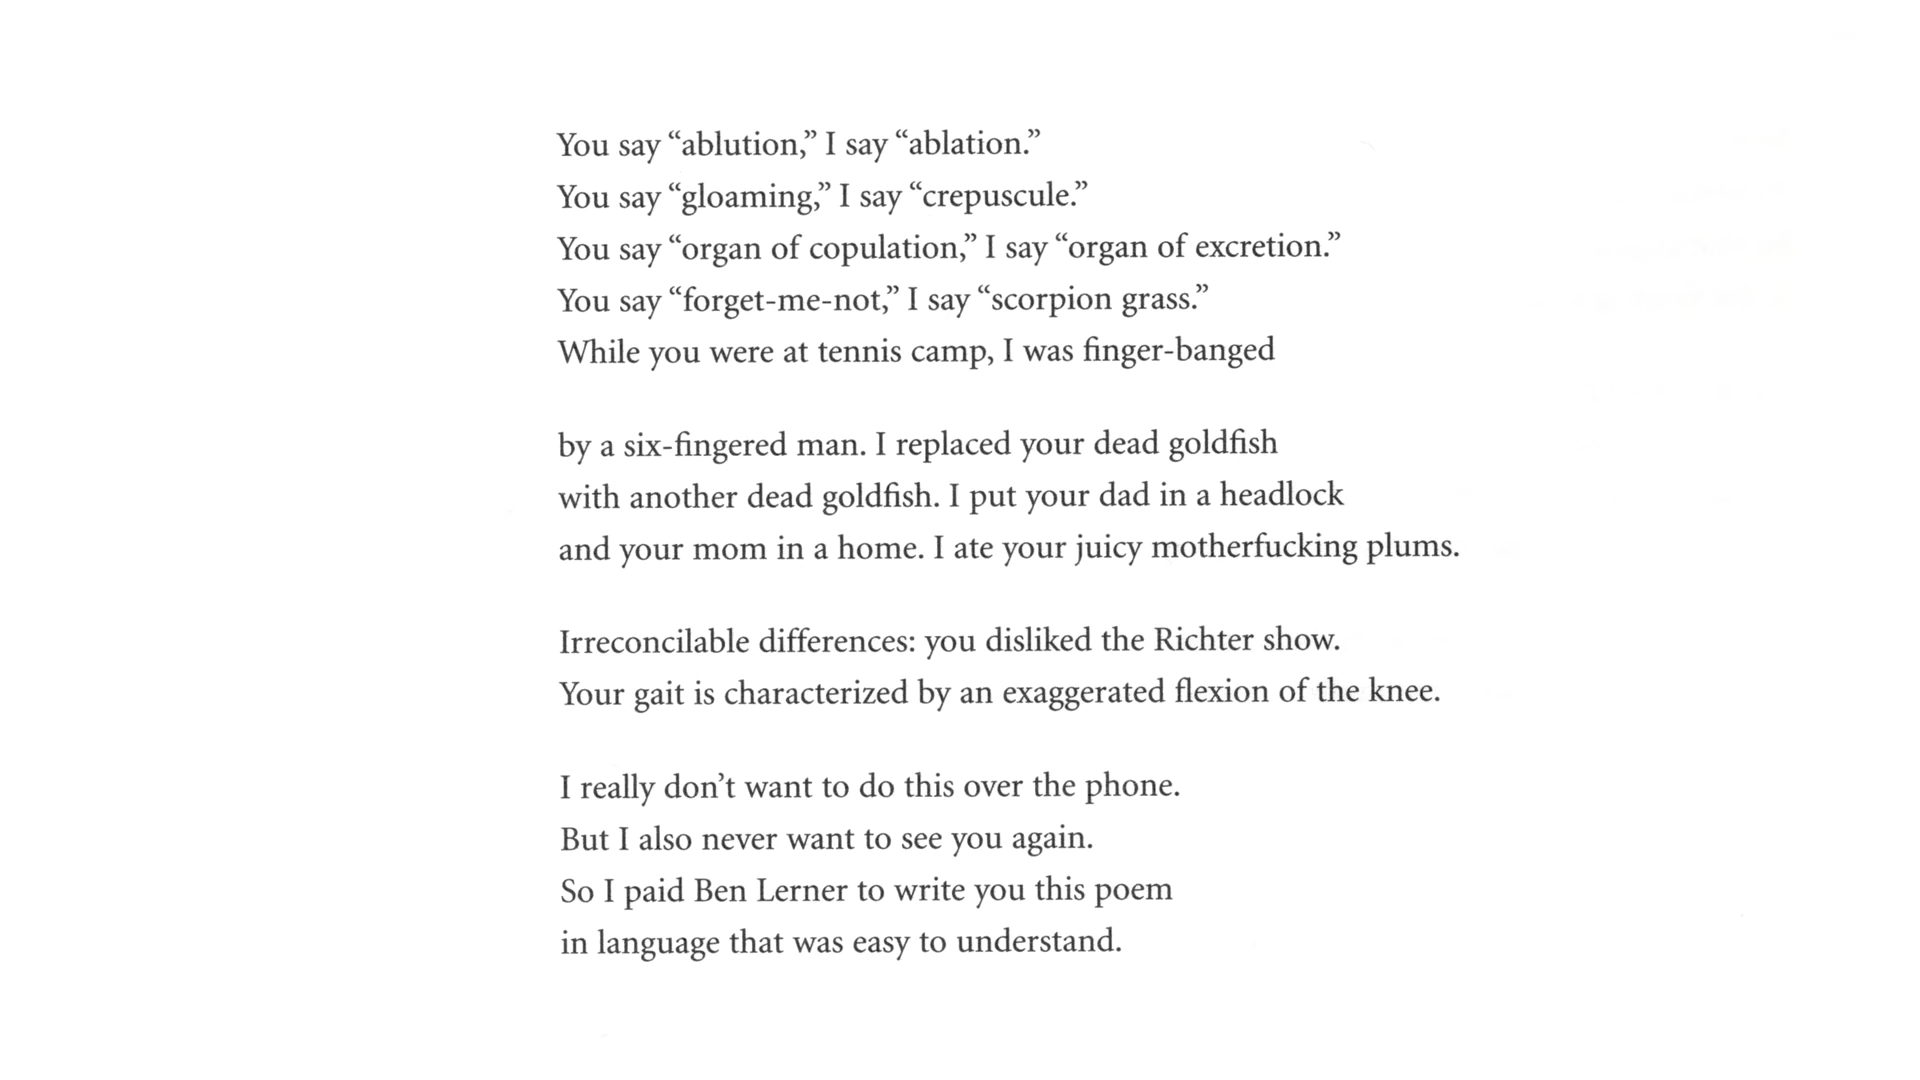 You say “ablution,” I say “ablation.”
You say “gloaming,” I say “crepuscule.”
You say “organ of copulation,” I say “organ of excretion.”
You say “forget-me-not,” I say “scorpion grass.”
While you were at tennis camp, I was finger-banged
by a six-fingered man. I replaced your dead goldfish
with another dead goldfish. I put your dad in a headlock
and your mom in a home. I ate your juicy motherfucking plums.
Irreconcilable differences: you disliked the Richter show.
Your gait is characterized by an exaggerated flexion of the knee.
I really don’t want to do this over the phone.
But I also never want to see you again.
So I paid Ben Lerner to write you this poem
in language that was easy to understand.